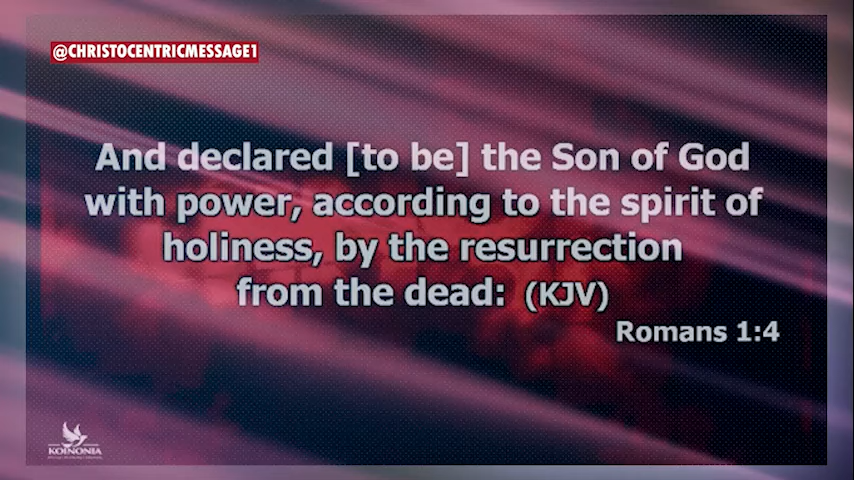 @CHRISTOCENTRICMESSAGE1
And declared [to be] the Son of God
with power, according to the spirit of
holiness, by the resurrection
from the dead: (KJV)
Romans 1:4
KOINONIA